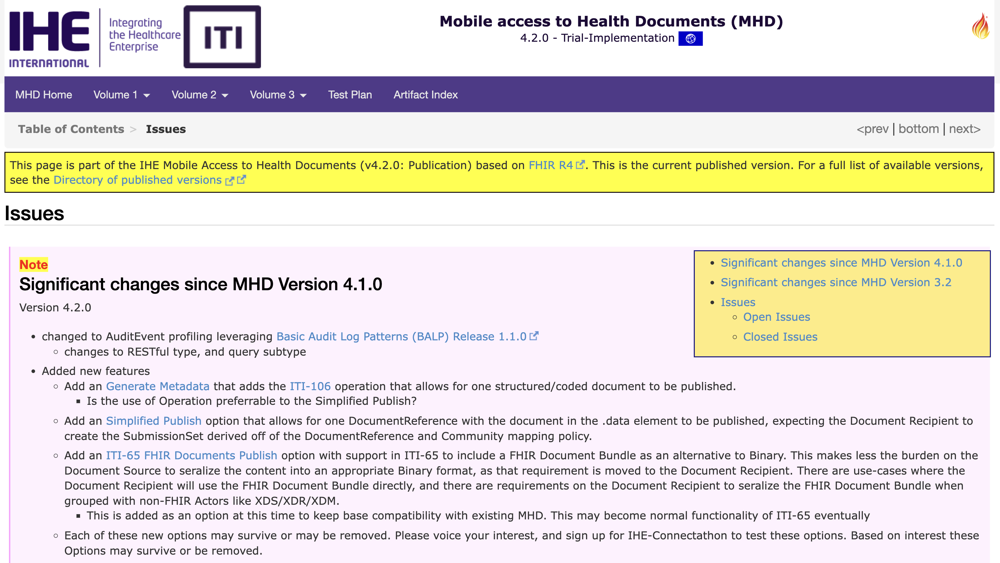 IHE
INTERNATIONAL
Integrating
the Healthcare
Enterprise
ITI
Mobile access to Health Documents (MHD)
4.2.0 - Trial-Implementation
MHD Home Volume 1 Volume 2 Volume 3 Test Plan Artifact Index
Table of Contents > Issues
<prev | bottom | next>
This page is part of the IHE Mobile Access to Health Documents (v4.2.0: Publication) based on FHIR R4. This is the current published version. For a full list of available versions,
see the Directory of published versions
Issues
Note
Significant changes since MHD Version 4.1.0
Version 4.2.0
• changed to AuditEvent profiling leveraging Basic Audit Log Patterns (BALP) Release 1.1.0
◦ changes to RESTful type, and query subtype
• Added new features
◦ Add an Generate Metadata that adds the ITI-106 operation that allows for one structured/coded document to be published.
▪ Is the use of Operation preferrable to the Simplified Publish?
◦ Add an Simplified Publish option that allows for one DocumentReference with the document in the .data element to be published, expecting the Document Recipient to
create the SubmissionSet derived off of the DocumentReference and Community mapping policy.
◦ Add an ITI-65 FHIR Documents Publish option with support in ITI-65 to include a FHIR Document Bundle as an alternative to Binary. This makes less the burden on the
Document Source to seralize the content into an appropriate Binary format, as that requirement is moved to the Document Recipient. There are use-cases where the
Document Recipient will use the FHIR Document Bundle directly, and there are requirements on the Document Recipient to seralize the FHIR Document Bundle when
grouped with non-FHIR Actors like XDS/XDR/XDM.
▪ This is added as an option at this time to keep base compatibility with existing MHD. This may become normal functionality of ITI-65 eventually
◦ Each of these new options may survive or may be removed. Please voice your interest, and sign up for IHE-Connectathon to test these options. Based on interest these
Options may survive or be removed.
• Significant changes since MHD Version 4.1.0
• Significant changes since MHD Version 3.2
• Issues
◦ Open Issues
◦ Closed Issues